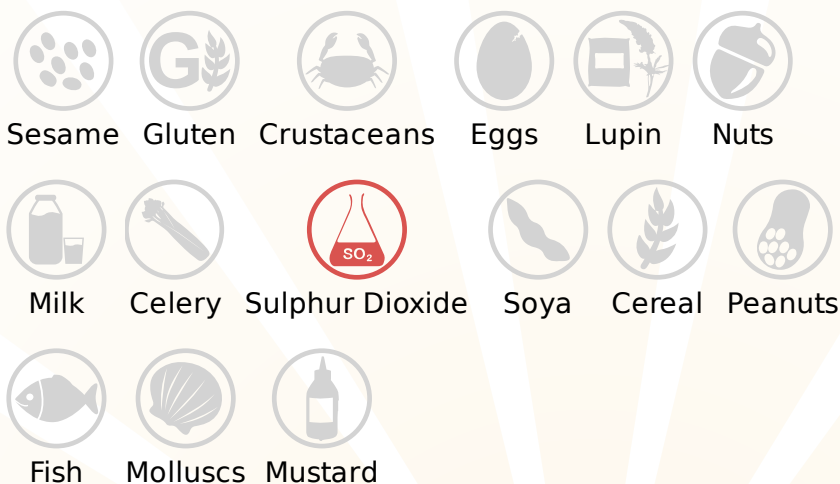 G
Sesame Gluten Crustaceans Eggs Lupin Nuts
SO₂
Milk Celery Sulphur Dioxide Soya Cereal Peanuts
Fish Molluscs Mustard